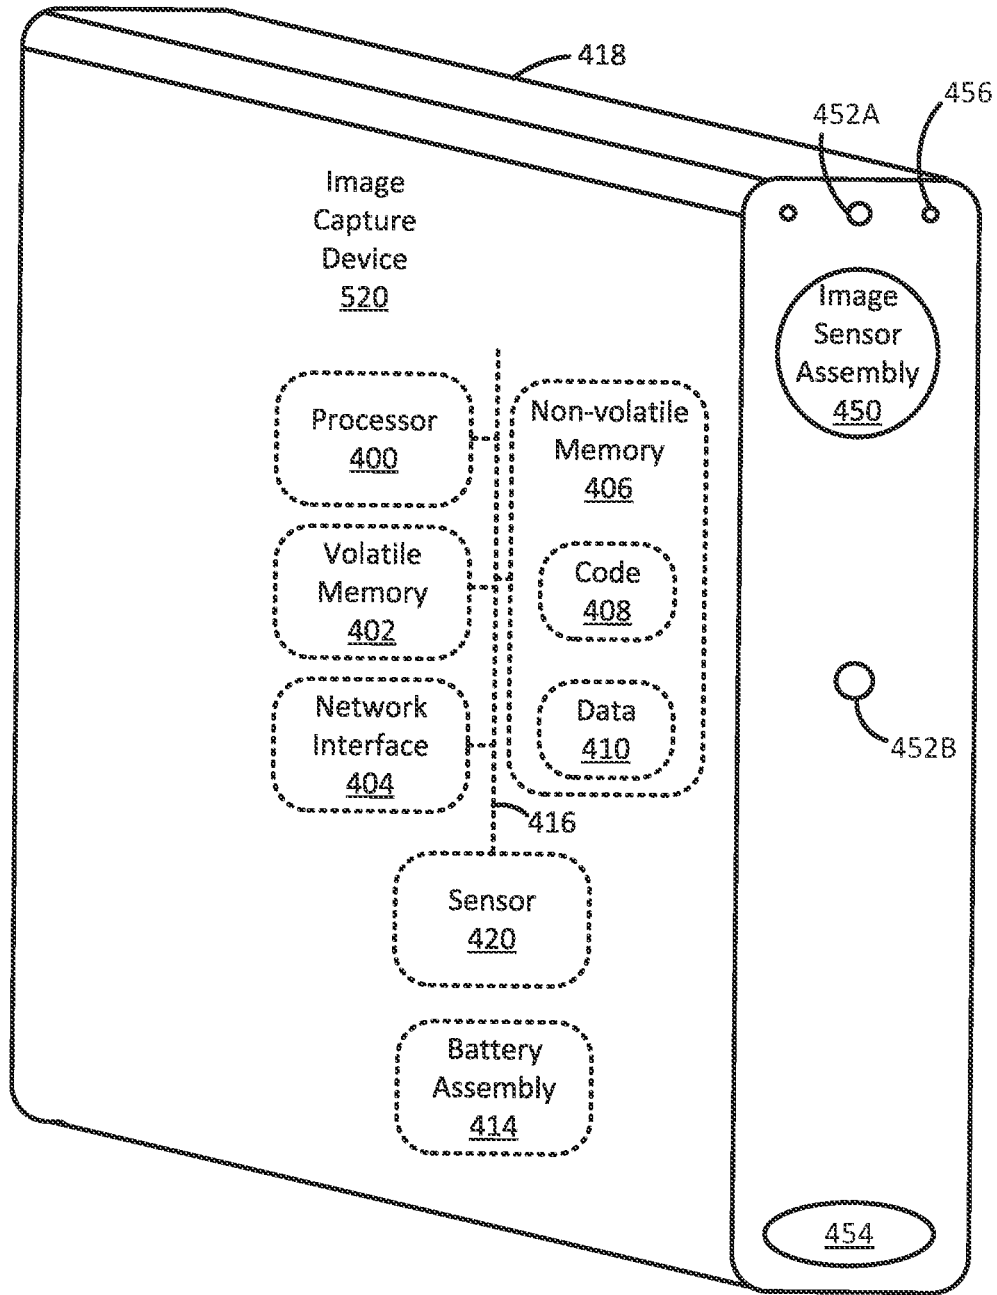 418
456
452A
Image
Capture
Device
520
Image
Sensor
Assembly
450
Processor
400
Non-volatile
Memory
406
Volatile
Memory
402
Code
408
Network
Interface
404
Data
410
452B
416
Sensor
420
Battery
Assembly
414
454